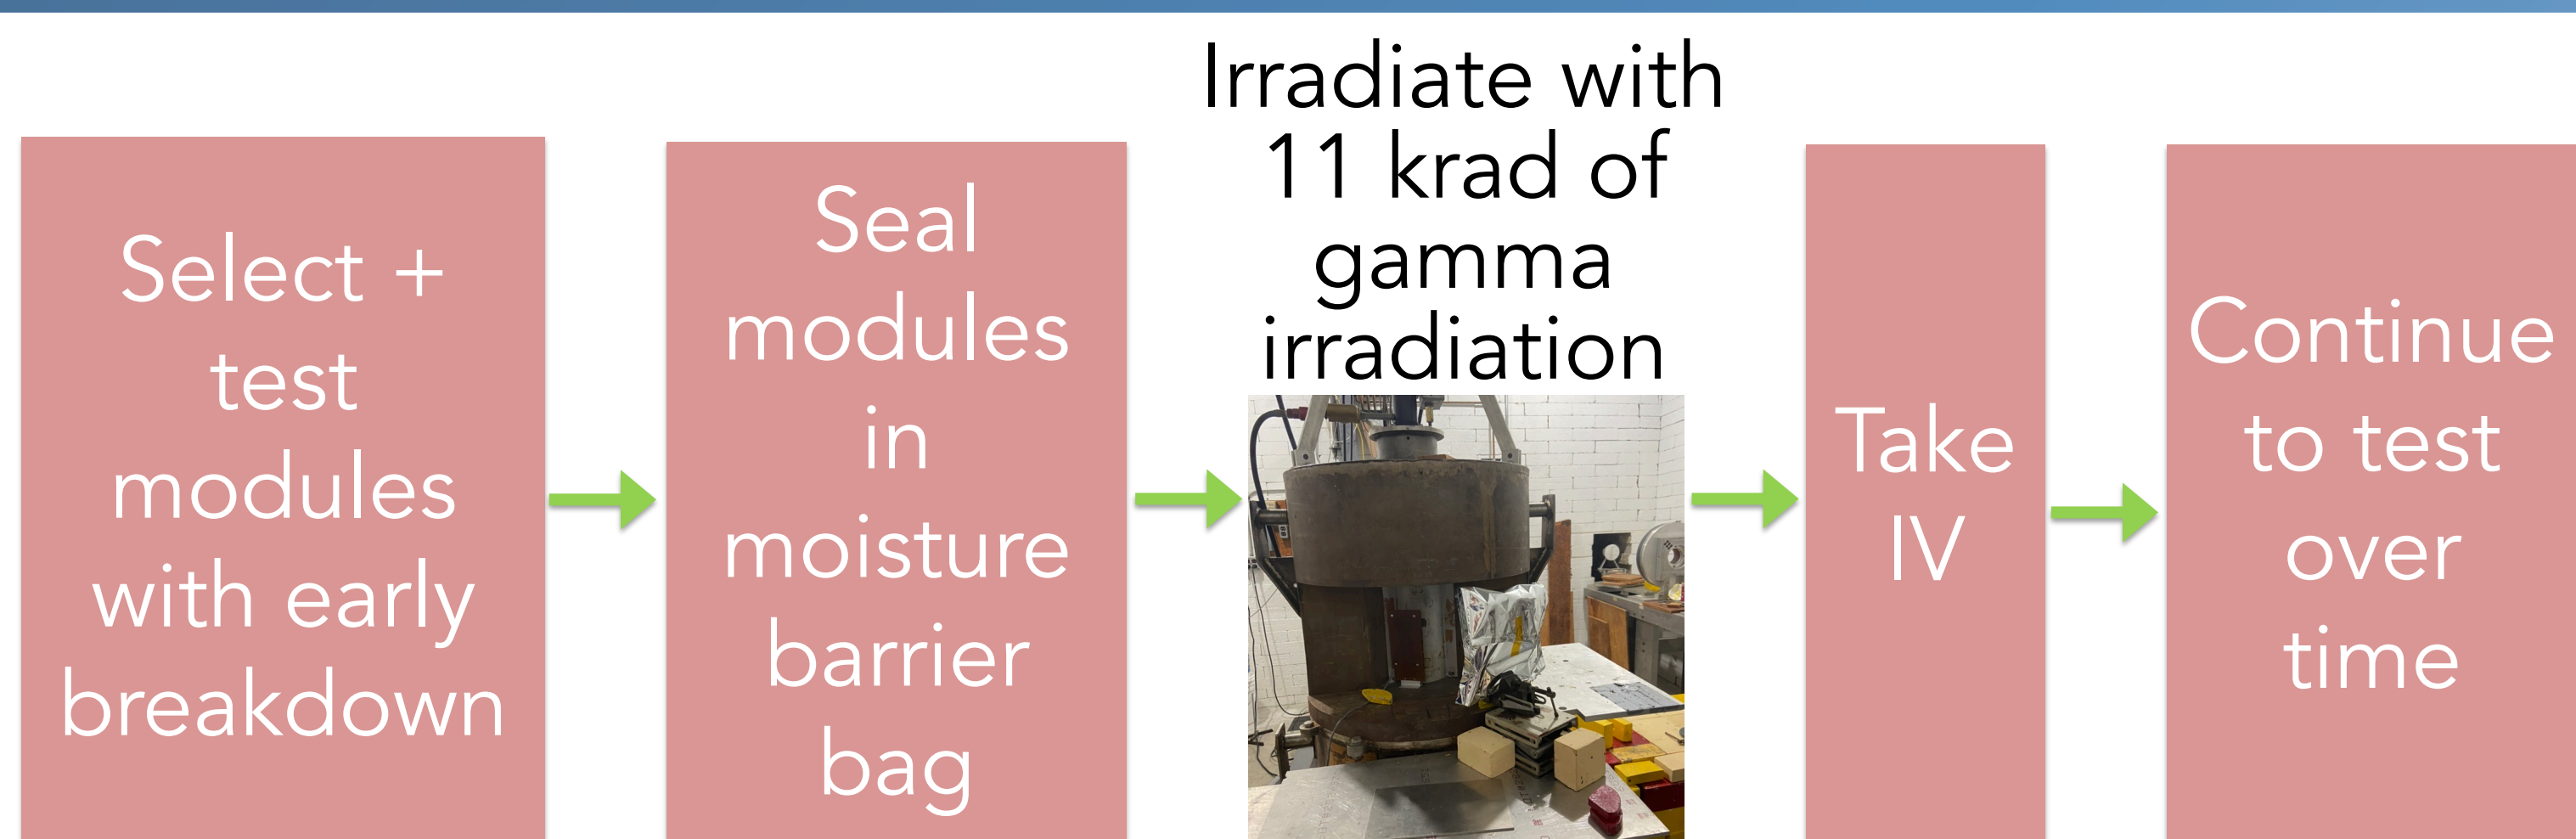 Select +
test
modules
with early
breakdown
Seal
modules
in
moisture
barrier
bag
Irradiate with
11 krad of
gamma
irradiation
Take
IV
Continue
to test
over
time